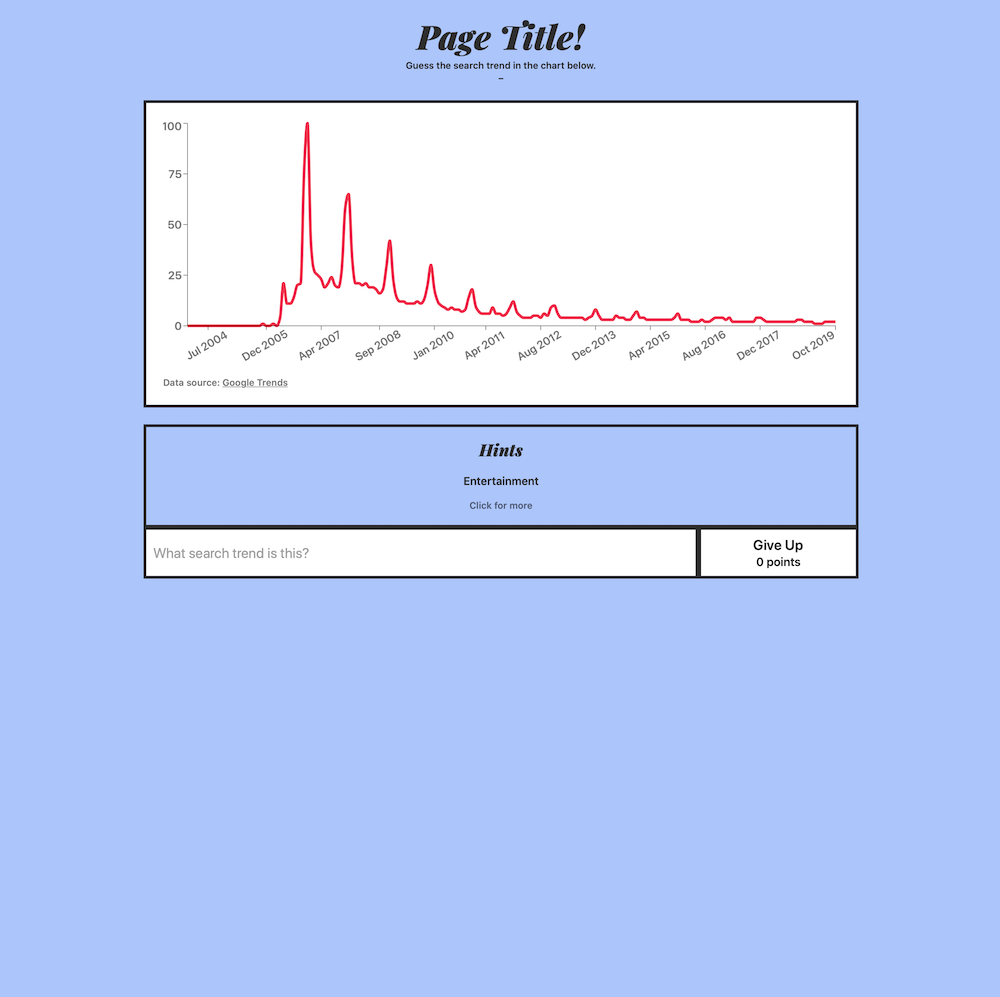 Page Title!
Guess the search trend in the chart below.
–
100
75
50
25
0
Jul 2004
Dec 2005
Apr 2007
Sep 2008
Jan 2010
Apr 2011
Aug 2012
Dec 2013
Apr 2015
Aug 2016
Dec 2017
Oct 2019
Data source: Google Trends
Hints
Entertainment
Click for more
What search trend is this?
Give Up
0 points